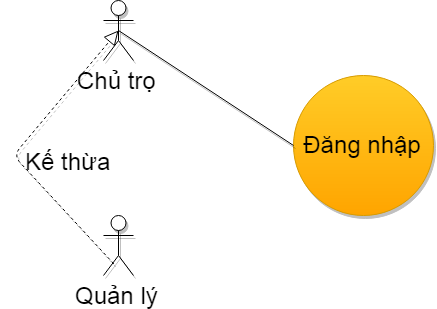 Chủ trọ
Đăng nhập
Kế thừa
Quản lý